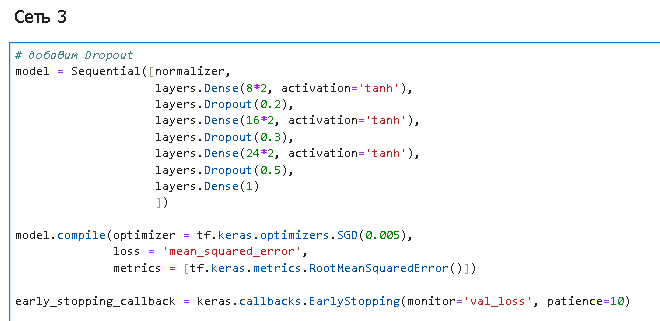 Сеть 3
# добавим Dropout
model = Sequential([normalizer,
layers.Dense(8*2, activation='tanh'),
layers.Dropout(0.2),
layers.Dense(16*2, activation='tanh'),
layers.Dropout(0.3),
layers.Dense(24*2, activation='tanh'),
layers.Dropout(0.5),
layers.Dense(1)
])
model.compile(optimizer = tf.keras.optimizers.SGD(0.005),
loss = 'mean_squared_error',
metrics = [tf.keras.metrics.RootMeanSquaredError()])
early_stopping_callback = keras.callbacks.EarlyStopping(monitor='val_loss', patience=10)